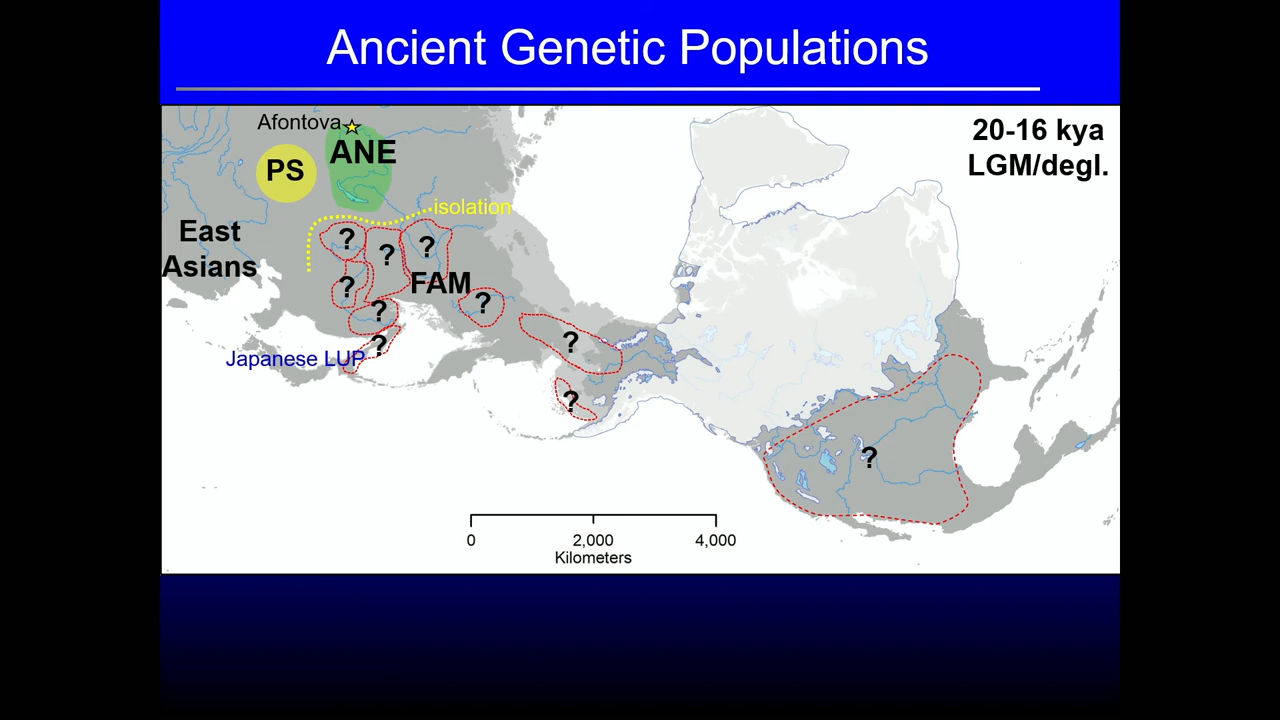 Ancient Genetic Populations
20-16 kya
LGM/degl.
Afontova
ANE
PS
isolation
East
Asians
?
?
?
?
FAM
?
?
?
Japanese LUP
?
?
?
0
2,000
4,000
Kilometers